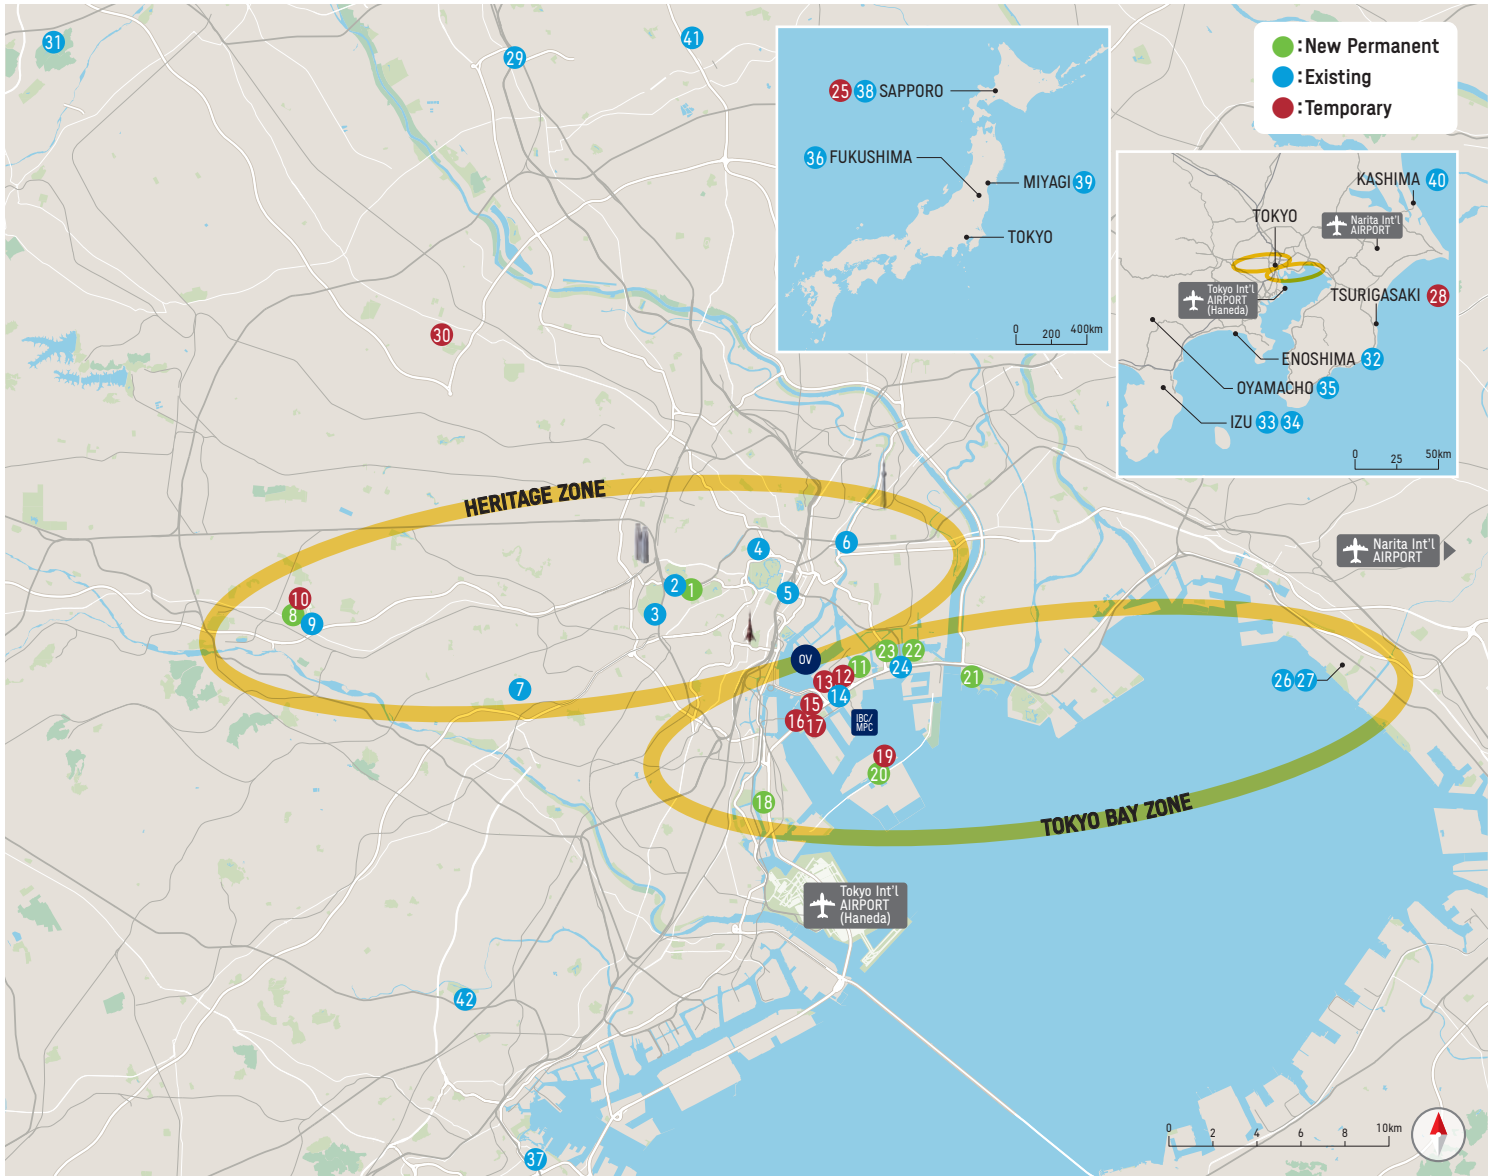 31
29
41
:New Permanent
:Existing
:Temporary
25 38 SAPPORO
36 FUKUSHIMA
MIYAGI 39
TOKYO
0 200 400km
KASHIMA 40
TOKYO
Narita Int'l
AIRPORT
Tokyo Int'l
AIRPORT
(Haneda)
TSURIGASAKI 28
ENOSHIMA 32
OYAMACHO 35
IZU 33 34
0 25 50km
30
HERITAGE ZONE
4
6
Narita Int'l
AIRPORT
2 1
5
10
8
9
3
23 22
OV
11
24
12
13
21
26 27
7
14
15
16 17
IBC/
MPC
19
20
18
TOKYO BAY ZONE
Tokyo Int'l
AIRPORT
(Haneda)
42
37
0 2 4 6 8 10km